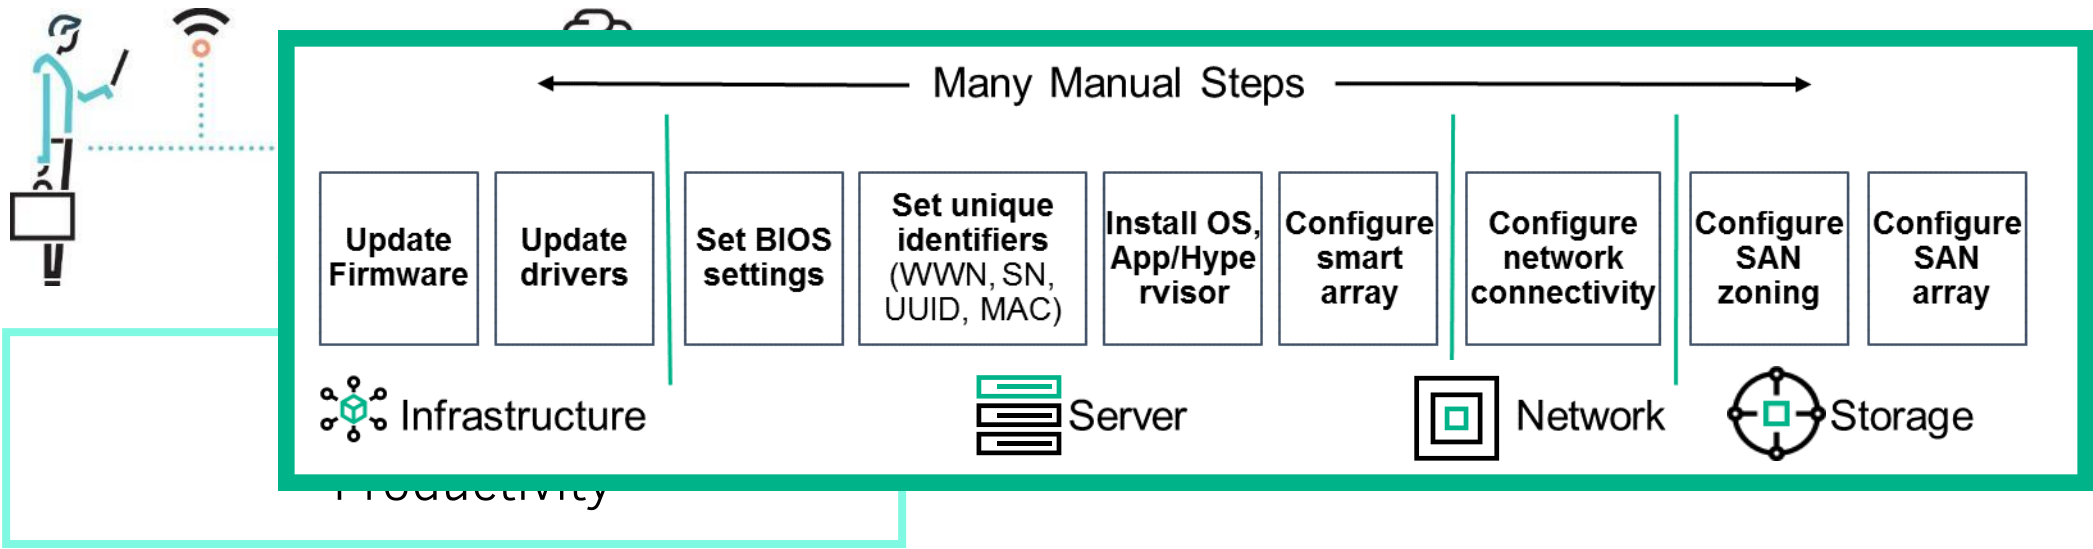 Many Manual Steps
Update
Firmware
Update
drivers
Set BIOS
settings
Set unique
identifiers
(WWN, SN,
UUID, MAC)
Install OS,
App/Hype
rvisor
Configure
smart
array
Configure
network
connectivity
Configure
SAN
zoning
Configure
SAN
array
Infrastructure
Server
Network
Storage
Productivity